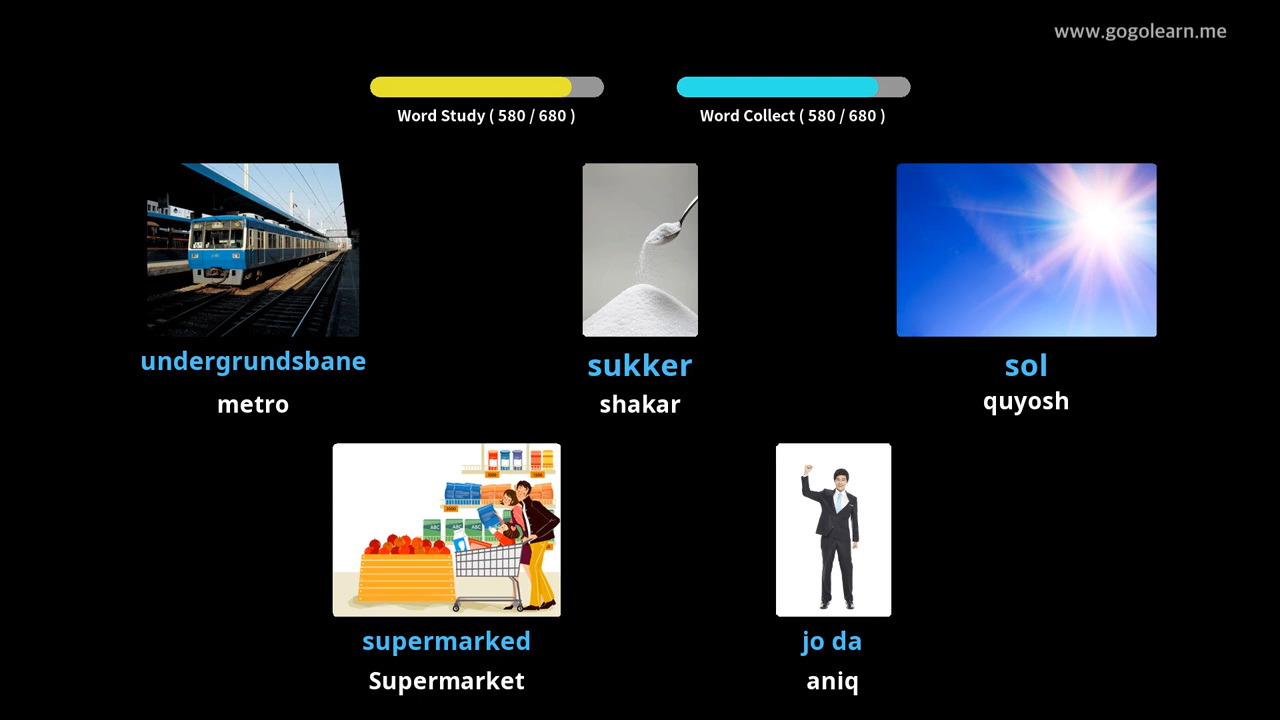 www.gogolearn.me
Word Study ( 580 / 680 )
Word Collect ( 580 / 680 )
undergrundsbane
metro
sukker
shakar
sol
quyosh
supermarked
Supermarket
jo da
aniq